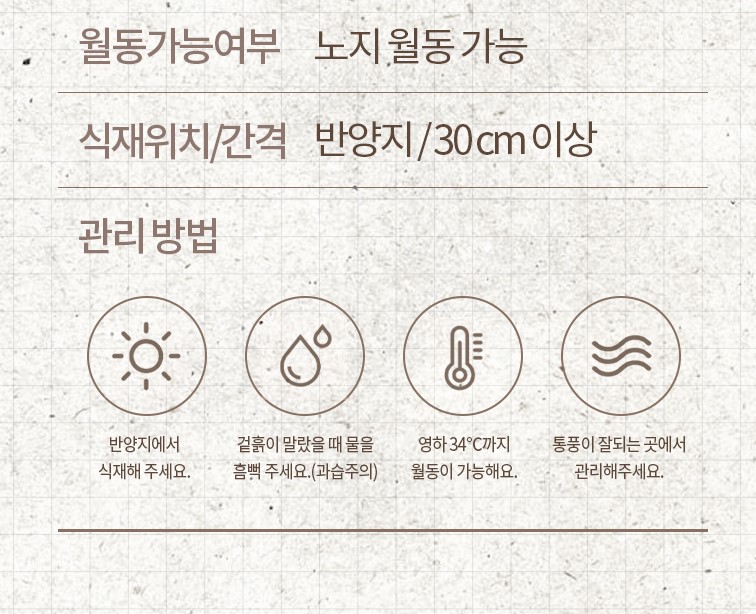 월동가능여부 노지 월동 가능
식재위치/간격 반양지 / 30cm 이상
관리 방법
반양지에서
식재해 주세요.
겉흙이 말랐을 때 물을
흠뻑 주세요.(과습주의)
영하 34℃까지
월동이 가능해요.
통풍이 잘되는 곳에서
관리해주세요.